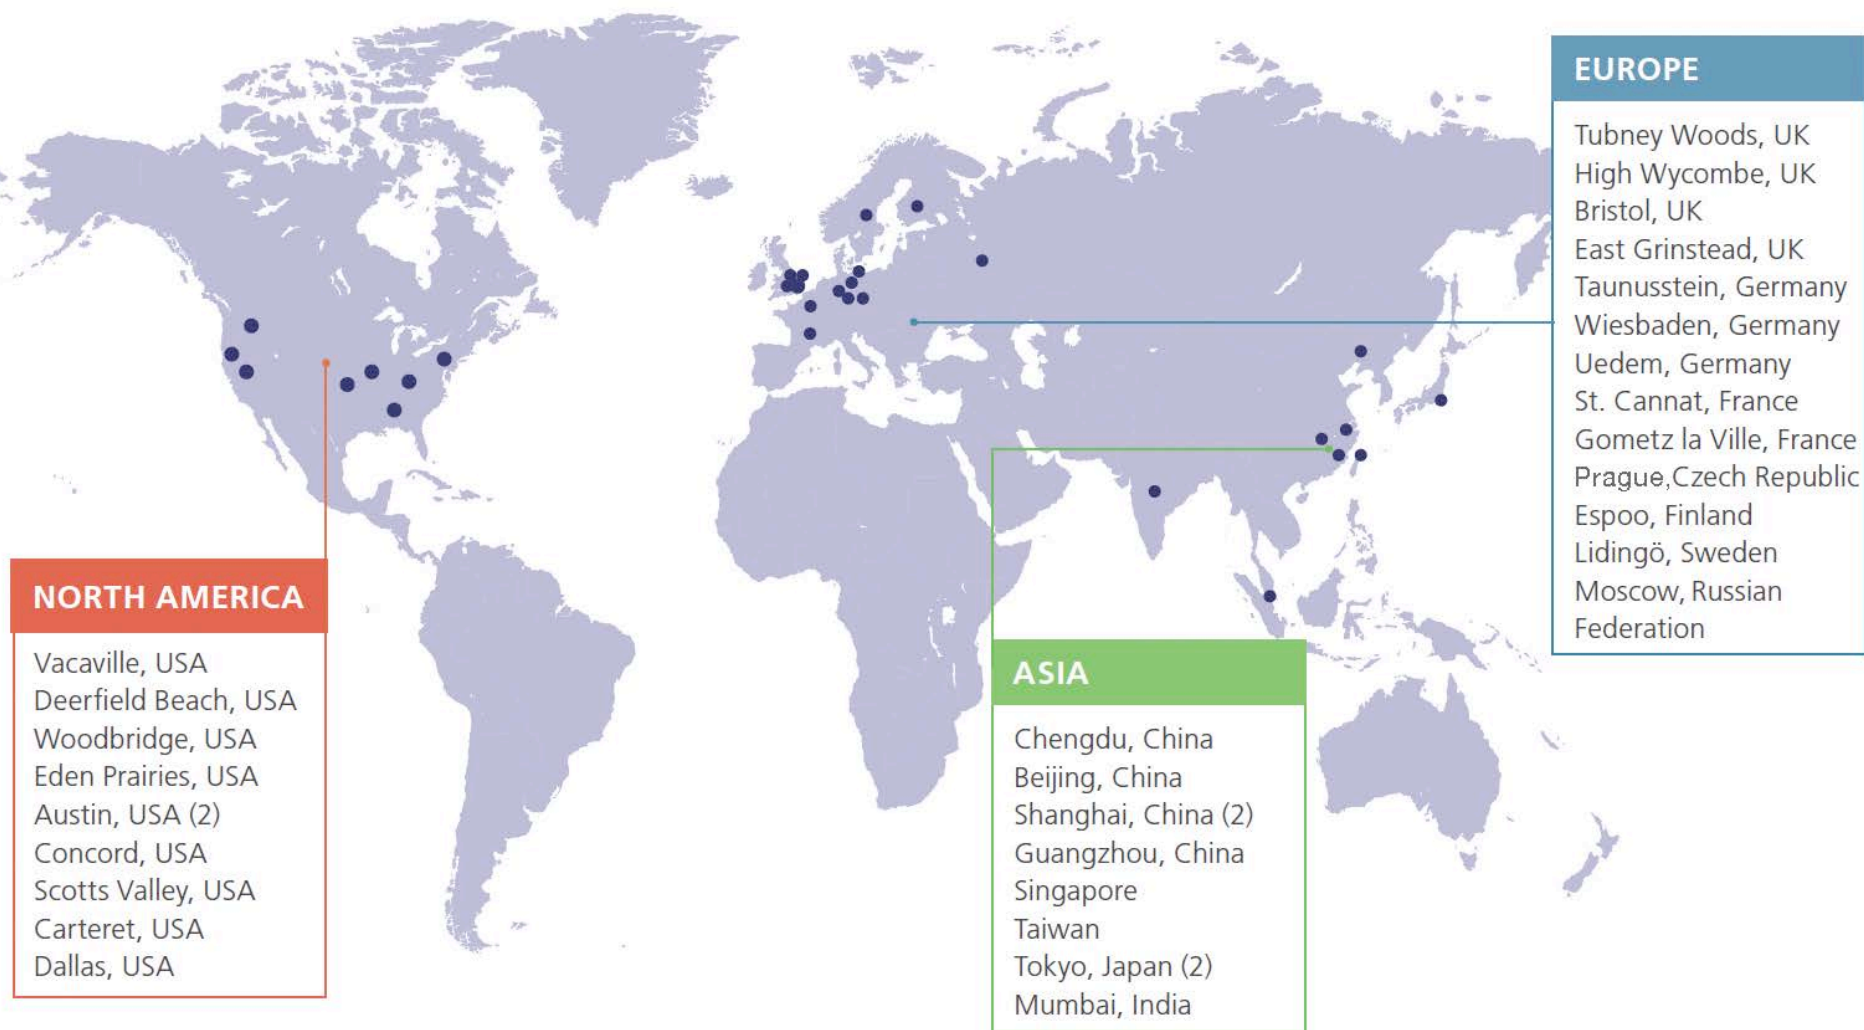 EUROPE
Tubney Woods, UK
High Wycombe, UK
Bristol, UK
East Grinstead, UK
Taunusstein, Germany
Wiesbaden, Germany
Uedem, Germany
St. Cannat, France
Gometz la Ville, France
Prague,Czech Republic
Espoo, Finland
Lidingö, Sweden
Moscow, Russian
Federation
NORTH AMERICA
Vacaville, USA
Deerfield Beach, USA
Woodbridge, USA
Eden Prairies, USA
Austin, USA (2)
Concord, USA
Scotts Valley, USA
Carteret, USA
Dallas, USA
ASIA
Chengdu, China
Beijing, China
Shanghai, China (2)
Guangzhou, China
Singapore
Taiwan
Tokyo, Japan (2)
Mumbai, India